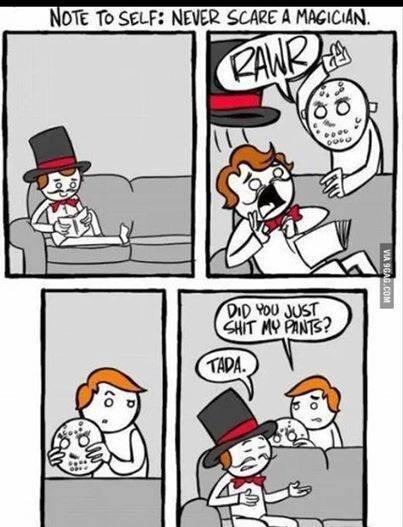 NOTE TO SELF: NEVER SCARE A MAGICIAN.
RAWR
VIA 9GAG.COM
DID YOU JUST
SHIT MY PANTS?
TADA.